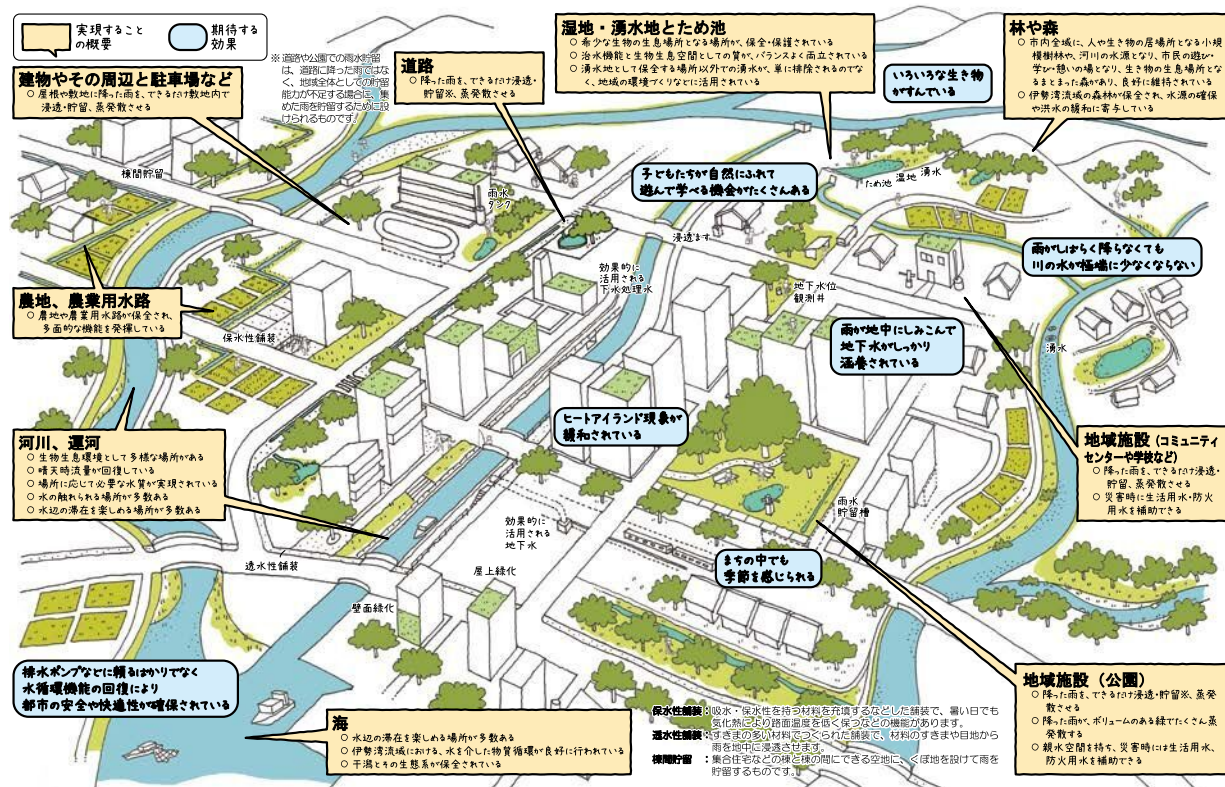 実現すること
の概要
期待する
効果
建物やその周辺と駐車場など
○ 屋根や敷地に降った雨を、できるだけ敷地内で
浸透・貯留、蒸発散させる
※ 道路や公園での雨水貯留
は、道路に降った雨ではな
く、地域全体としての貯留
能力が不足する場合に、集
めた雨を貯留するために設
けられるものです。
道路
○ 降った雨を、できるだけ浸透・
貯留※、蒸発散させる
湿地・湧水地とため池
○ 希少な生物の生息場所となる場所が、保全・保護されている
○ 治水機能と生物生息空間としての質が、バランスよく両立されている
○ 湧水地として保全する場所以外での湧水が、単に排除されるのでな
く、地域の環境づくりなどに活用されている
いろいろな生き物
がすんでいる
林や森
○ 市内全域に、人や生き物の居場所となる小規
模樹林や、河川の水源となり、市民の遊び・
学び・憩いの場となり、生き物の生息場所とな
るまとまった森があり、良好に維持されている
○ 伊勢湾流域の森林が保全され、水源の確保
や洪水の緩和に寄与している
棟間貯留
雨水
タンク
子どもたちが自然にふれて
遊んで学べる機会がたくさんある
ため池
湿地
湧水
浸透ます
雨がしばらく降らなくても
川の水が極端に少なくならない
農地、農業用水路
○ 農地や農業用水路が保全され、
多面的な機能を発揮している
保水性舗装
効果的に
活用される
下水処理水
地下水位
観測井
雨が地中にしみこんで
地下水がしっかり
涵養されている
湧水
ヒートアイランド現象が
緩和されている
河川、運河
○ 生物生息環境として多様な場所がある
○ 晴天時流量が回復している
○ 場所に応じて必要な水質が実現されている
○ 水の触れられる場所が多数ある
○ 水辺の滞在を楽しめる場所が多数ある
地域施設（コミュニティ
センターや学校など）
○ 降った雨を、できるだけ浸透・
貯留、蒸発散させる
○ 災害時に生活用水・防火
用水を補助できる
雨水
貯留槽
効果的に
活用される
地下水
まちの中でも
季節を感じられる
透水性舗装
屋上緑化
壁面緑化
排水ポンプなどに頼るばかりでなく
水循環機能の回復により
都市の安全や快適性が確保されている
海
○ 水辺の滞在を楽しめる場所が多数ある
○ 伊勢湾流域における、水を介した物質循環が良好に行われている
○ 干潟とその生態系が保全されている
保水性舗装：吸水・保水性を持つ材料を充填するなどした舗装で、暑い日でも
気化熱により路面温度を低く保つなどの機能があります。
透水性舗装：すきまの多い材料でつくられた舗装で、材料のすきまや目地から
雨を地中に浸透させます。
棟間貯留：集合住宅などの棟と棟の間にできる空地に、くぼ地を設けて雨を
貯留するものです。
地域施設（公園）
○ 降った雨を、できるだけ浸透・貯留※、蒸発
散させる
○ 降った雨が、ボリュームのある緑でたくさん蒸
発散する
○ 親水空間を持ち、災害時には生活用水、
防火用水を補助できる